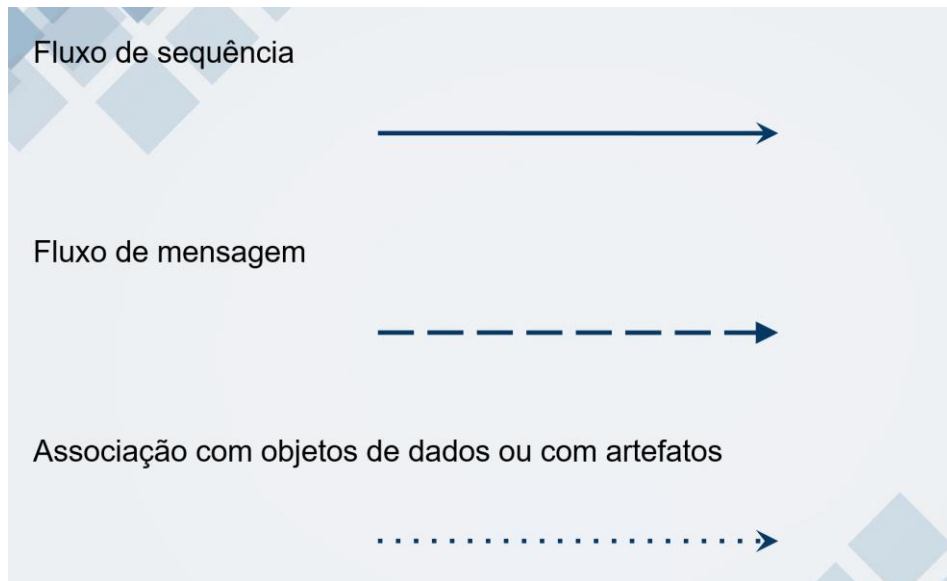 Fluxo de sequência
Fluxo de mensagem
Associação com objetos de dados ou com artefatos